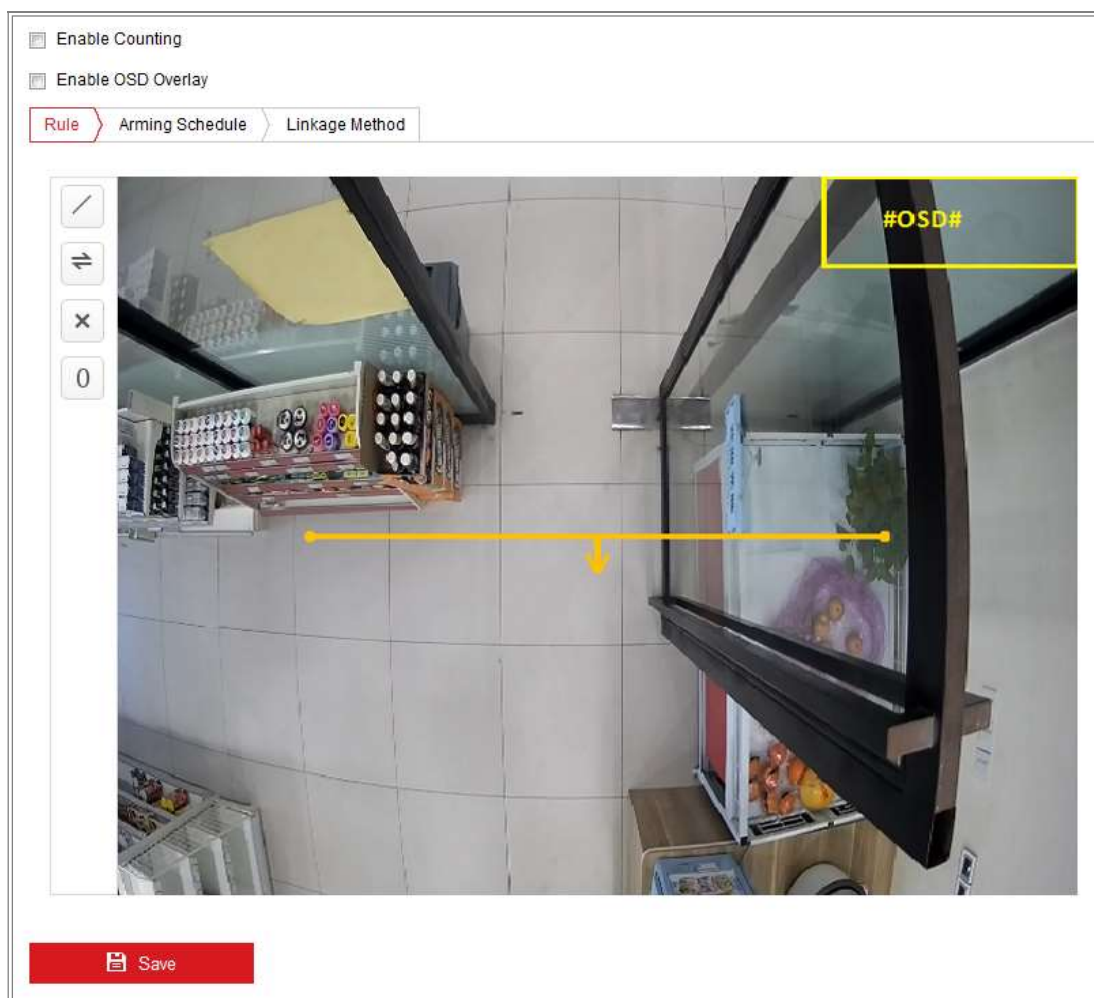 Enable Counting
Enable OSD Overlay
Rule Arming Schedule Linkage Method
#OSD#
0
Save